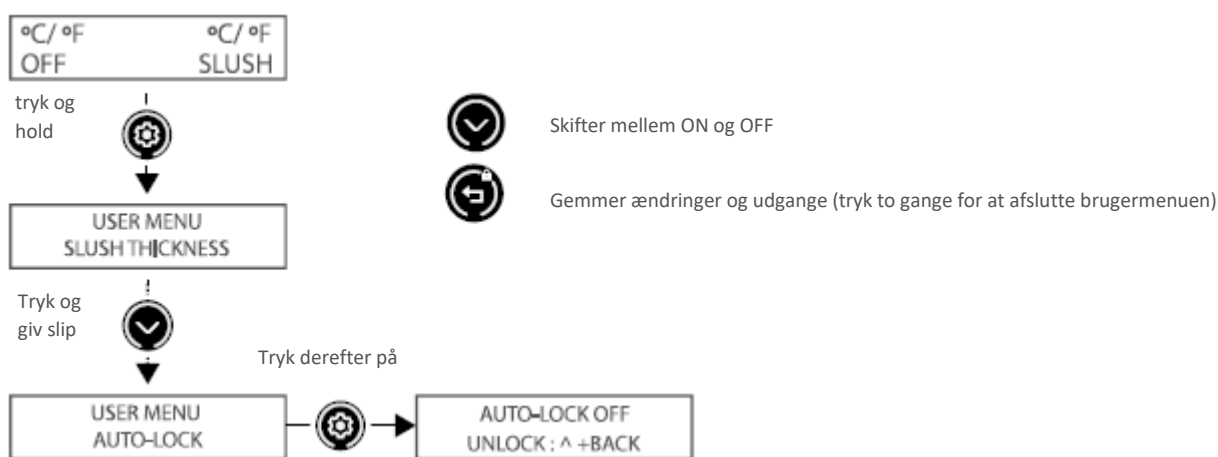 °C/ °F °C/ °F
OFF SLUSH
tryk og
hold
Skifter mellem ON og OFF
Gemmer ændringer og udgange (tryk to gange for at afslutte brugermenuen)
USER MENU
SLUSH THICKNESS
Tryk og
giv slip
Tryk derefter på
USER MENU
AUTO-LOCK
AUTO-LOCK OFF
UNLOCK : ^ +BACK